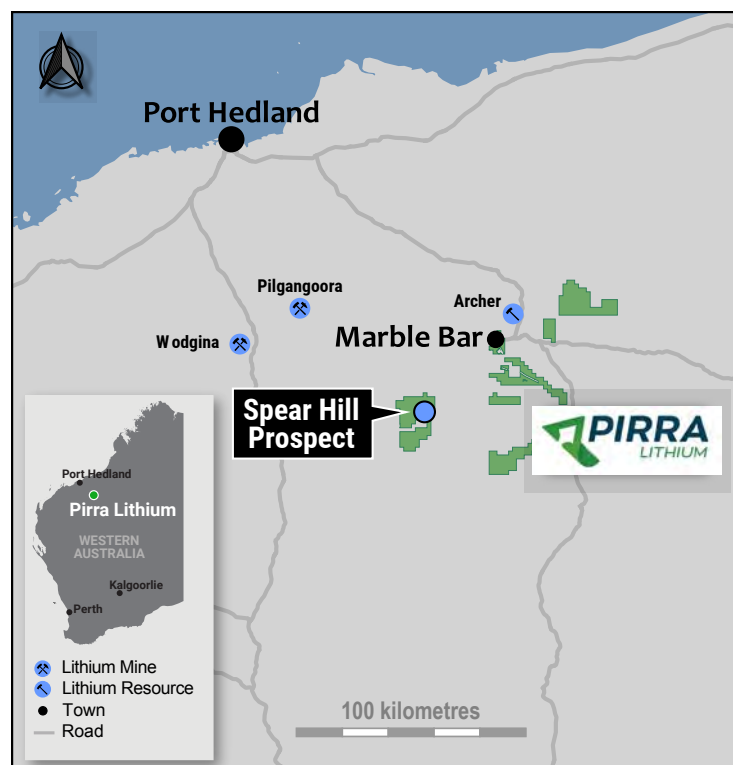 Port Hedland
Pilgangoora
Archer
Wodgina
Marble Bar
Spear Hill
Prospect
PIRRA
LITHIUM
Port Hedland
Pirra Lithium
WESTERN
AUSTRALIA
Kalgoorlie
Perth
Lithium Mine
Lithium Resource
Town
Road
100 kilometres